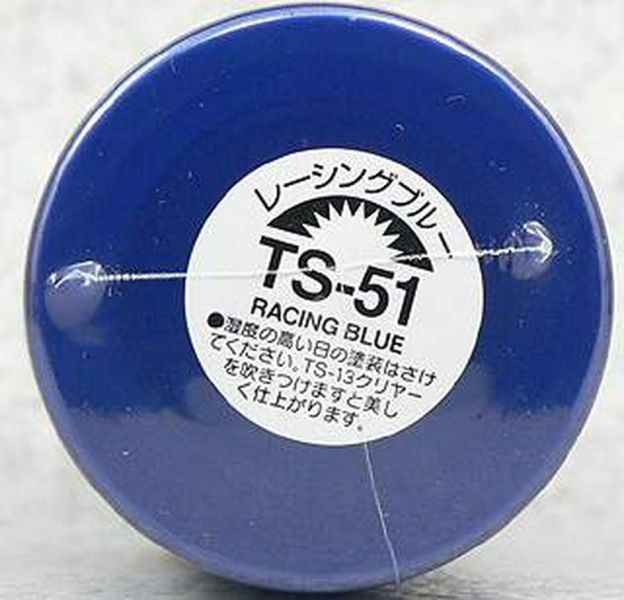 レーシングブルー
TS-51
RACING BLUE
●湿度の高い日の塗装はさけ
てください。TS-13クリヤー
を吹きつけますと美し
く仕上がります。